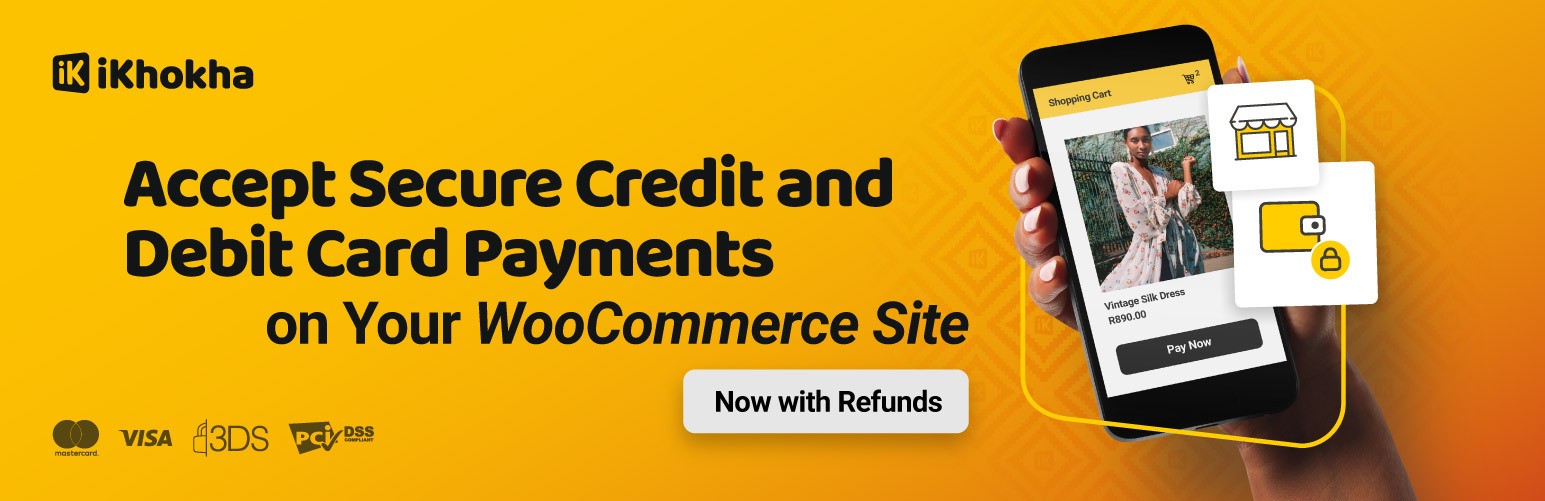 iK iKhokha
Accept Secure Credit and
Debit Card Payments
on Your WooCommerce Site
Now with Refunds
mastercard.
VISA
3DS
PCI DSS
COMPLIANT
Shopping Cart
2
Vintage Silk Dress
R890.00
Pay Now